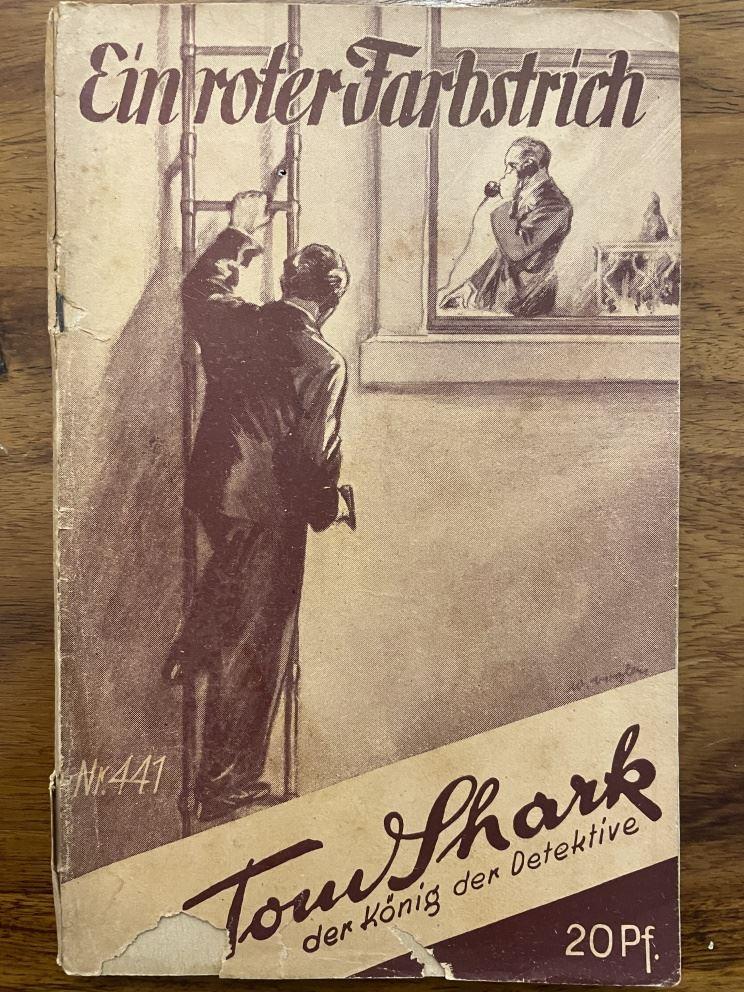 Ein roter Farbstrich
Nr. 441
Tom Shark
der König der Detektive
20 Pf.